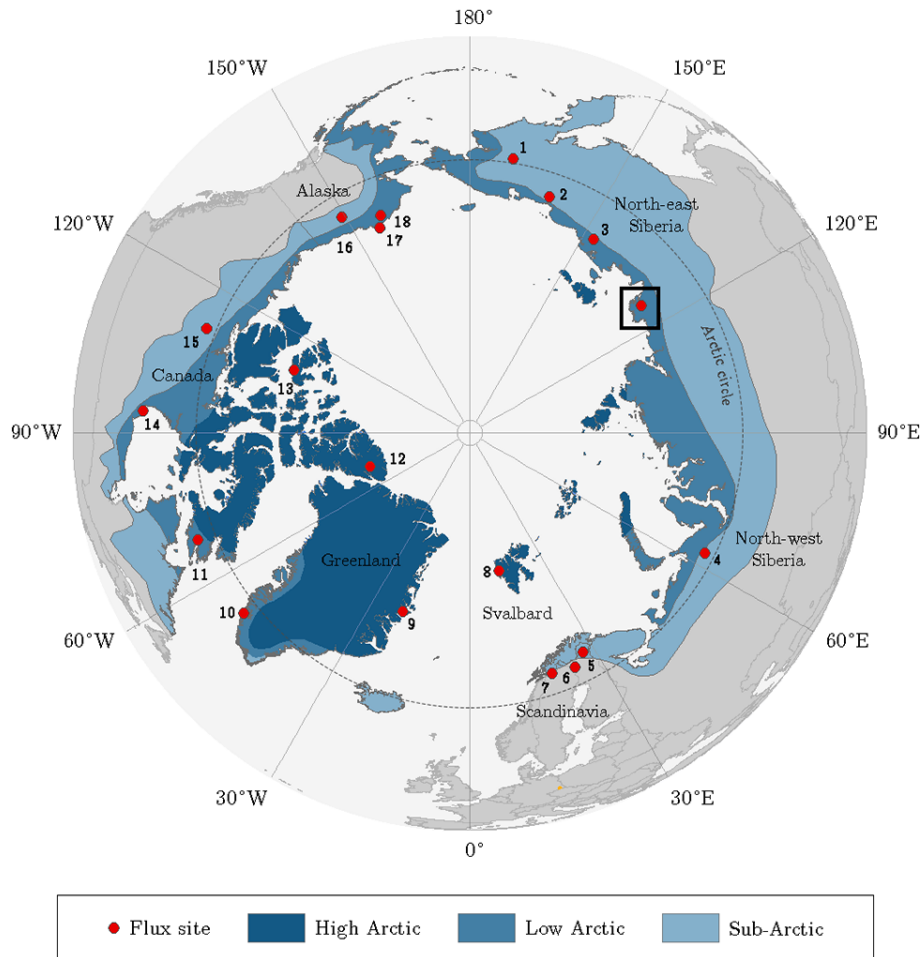 180°
150°W
150°E
1
Alaska
2
North-east
Siberia
18
120°W
16
17
3
120°E
15
Arctic circle
Canada
13
14
90°W
90°E
12
North-west
Siberia
11
Greenland
8
4
Svalbard
10
9
60°W
60°E
5
6
7
Scandinavia
30°W
30°E
0°
Flux site
High Arctic
Low Arctic
Sub-Arctic